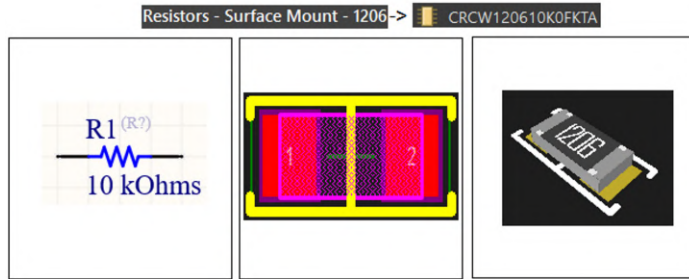 Resistors - Surface Mount - 1206-> CRCW120610K0FKTA
R1 (R?)
10 kOhms
1 2
1206